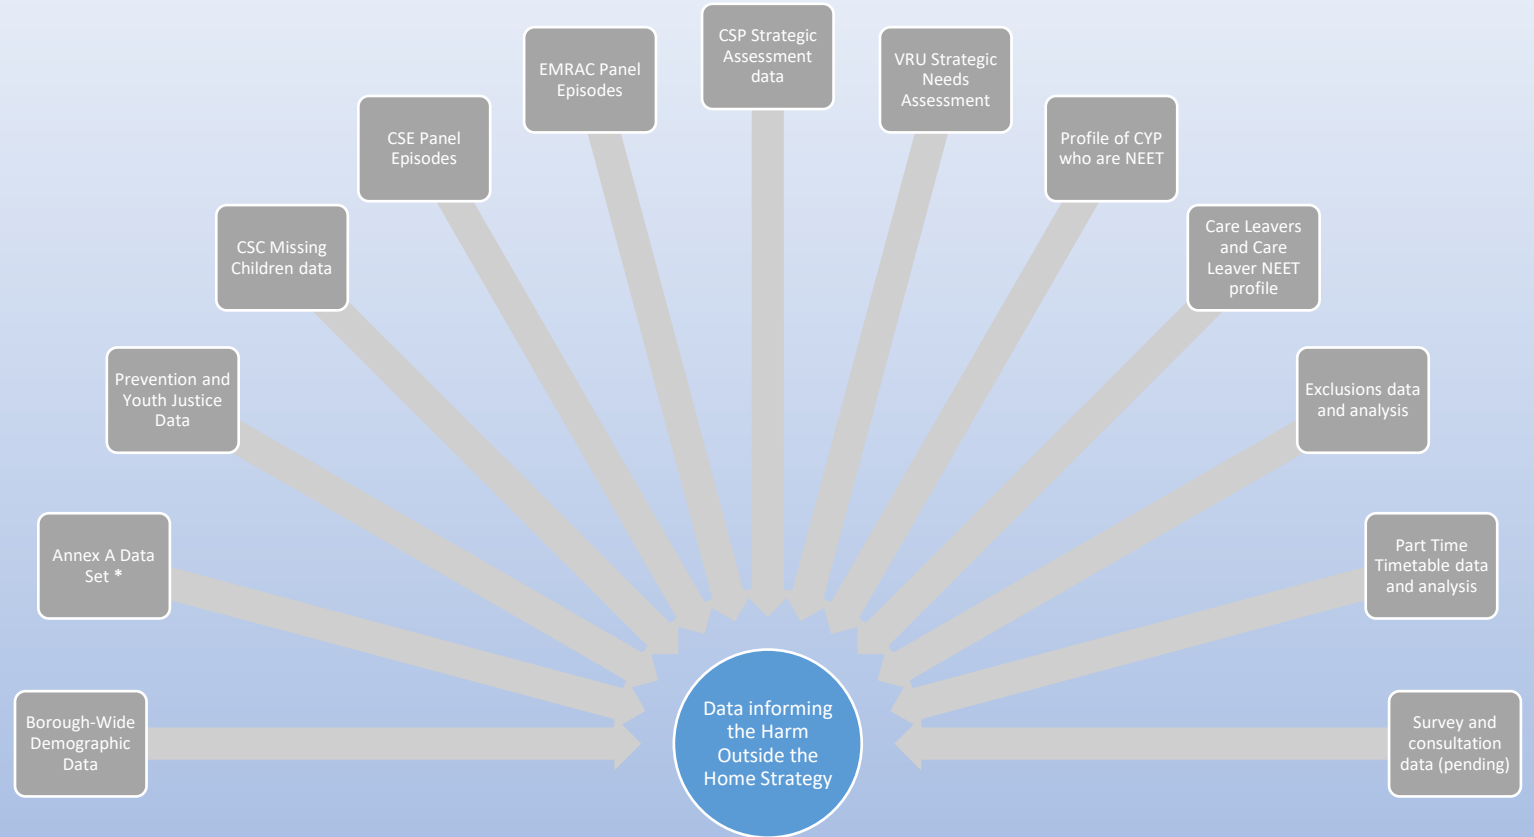 CSP Strategic
Assessment
data
EMRAC Panel
Episodes
VRU Strategic
Needs
Assessment
CSE Panel
Episodes
Profile of CYP
who are NEET
CSC Missing
Children data
Care Leavers
and Care
Leaver NEET
profile
Prevention and
Youth Justice
Data
Exclusions data
and analysis
Annex A Data
Set *
Part Time
Timetable data
and analysis
Borough-Wide
Demographic
Data
Data informing
the Harm
Outside the
Home Strategy
Survey and
consultation
data (pending)